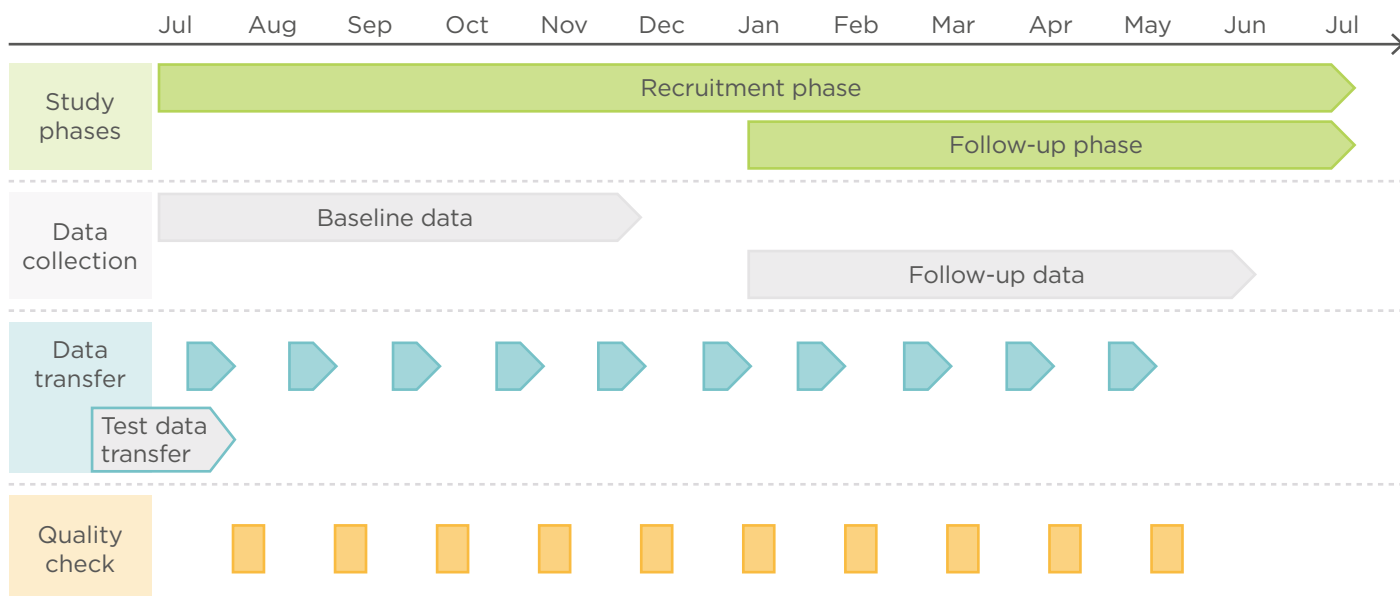 Jul Aug Sep Oct Nov Dec Jan Feb Mar Apr May Jun Jul
Study
phases
Recruitment phase
Follow-up phase
Data
collection
Baseline data
Follow-up data
Data
transfer
Test data
transfer
Quality
check